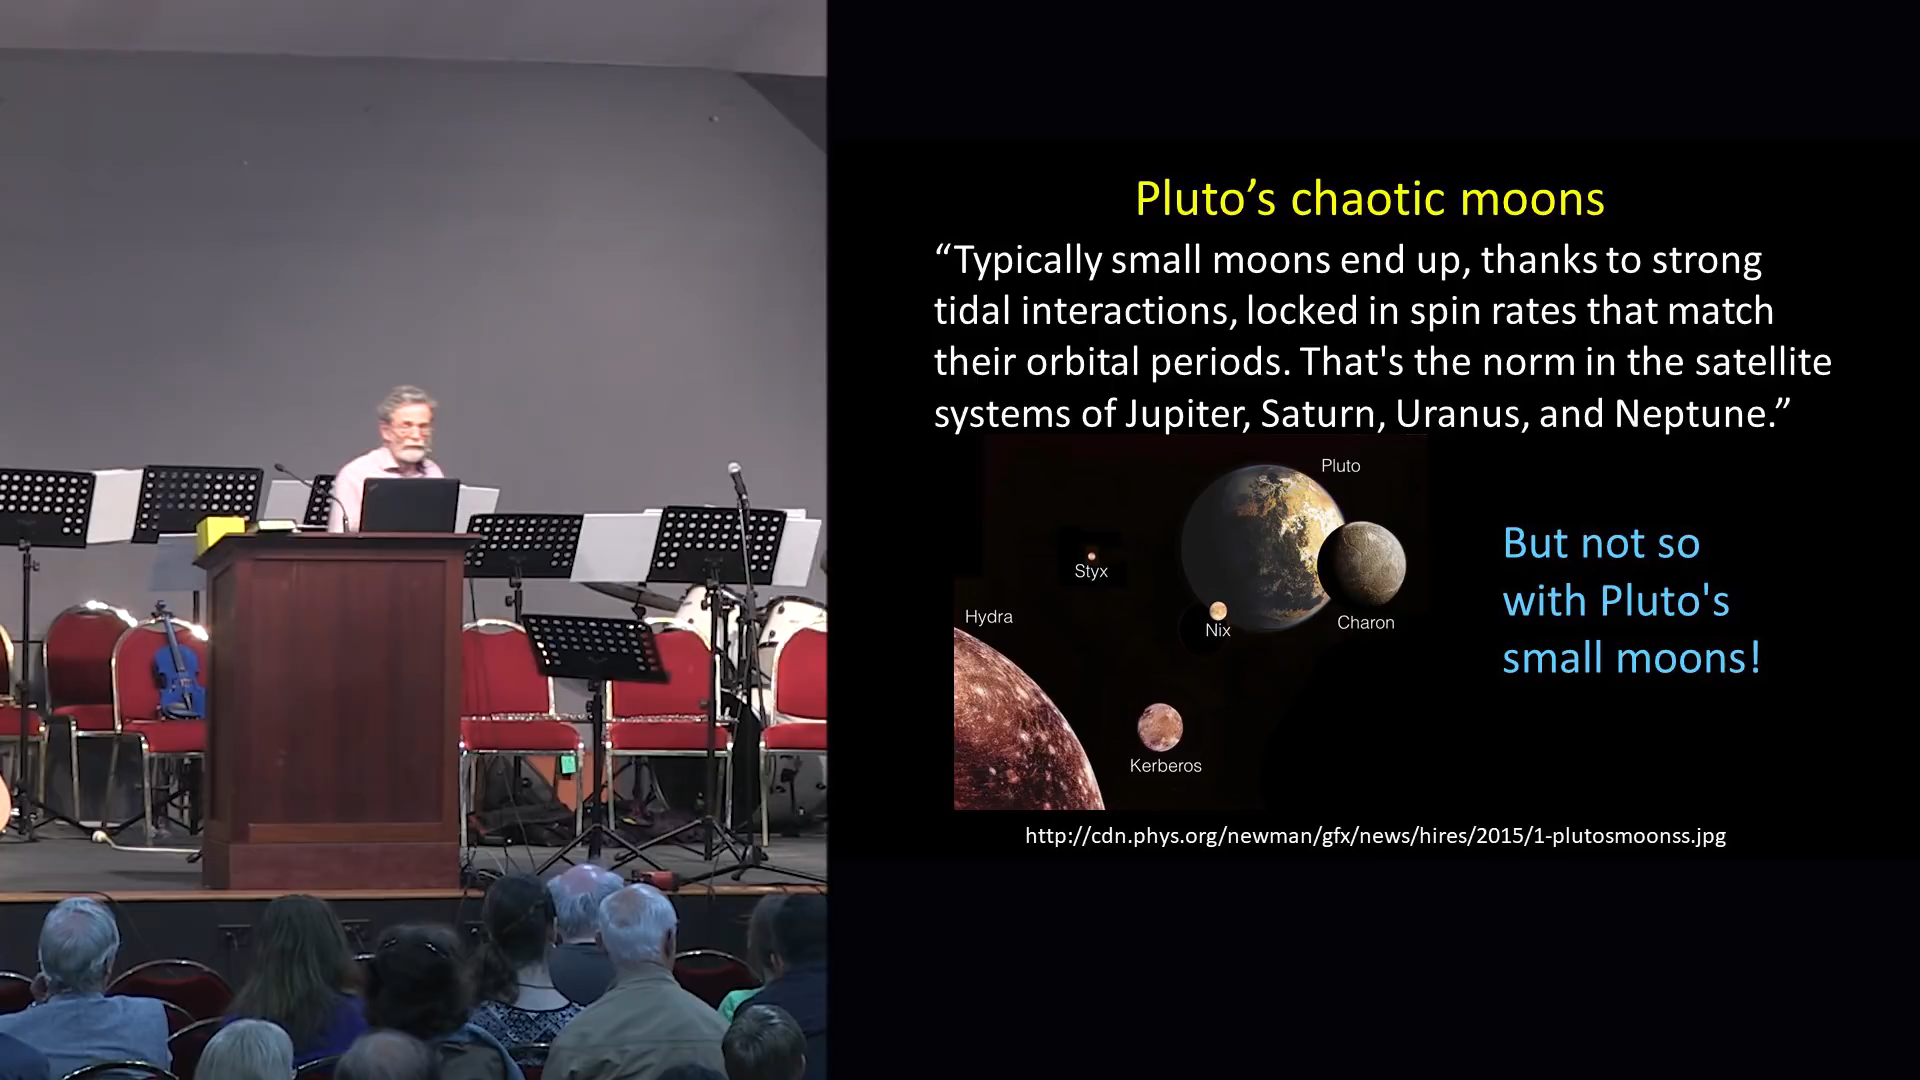 Pluto’s chaotic moons
“Typically small moons end up, thanks to strong
tidal interactions, locked in spin rates that match
their orbital periods. That's the norm in the satellite
systems of Jupiter, Saturn, Uranus, and Neptune.”
Pluto
Styx
Hydra
Nix
Charon
Kerberos
But not so
with Pluto's
small moons!
http://cdn.phys.org/newman/gfx/news/hires/2015/1-plutosmoonss.jpg